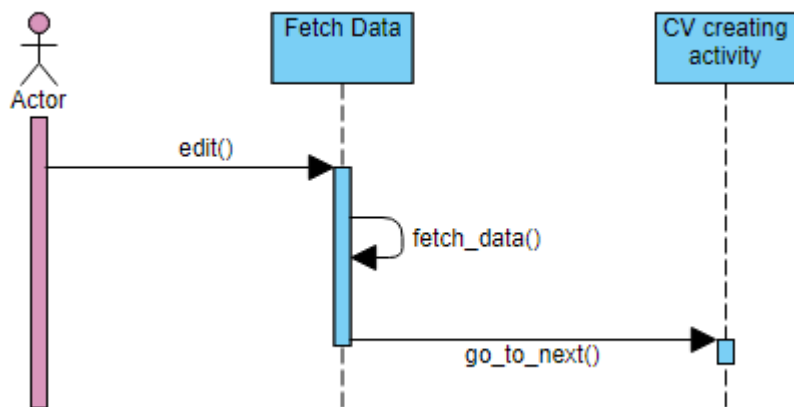 Fetch Data
CV creating
activity
Actor
edit()
fetch_data()
go_to_next()